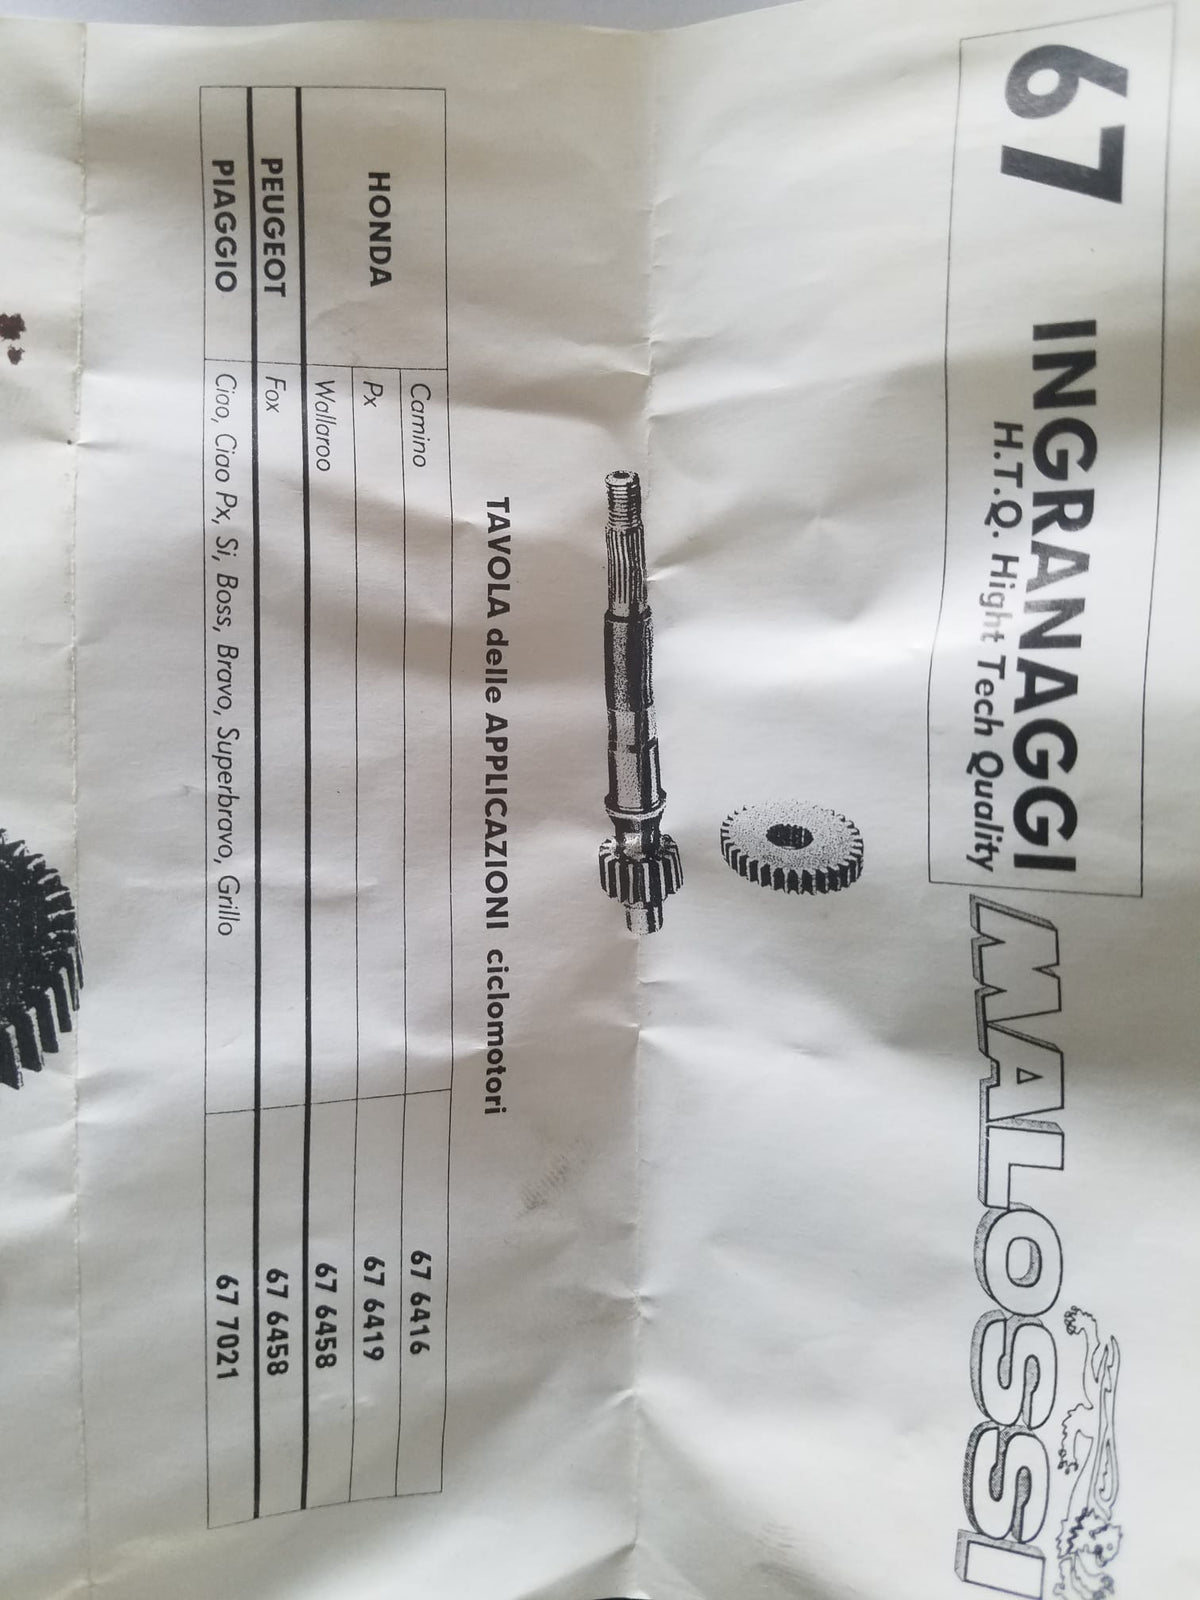 67 INGRANAGGI
H.T.Q. Hight Tech Quality
MALOSSI
TAVOLA delle APPLICAZIONI ciclomotori
HONDA
Camino 67 6416
Px 67 6419
Wallaroo 67 6458
PEUGEOT Fox 67 6458
PIAGGIO Ciao, Ciao Px, Si, Boss, Bravo, Superbravo, Grillo 67 7021